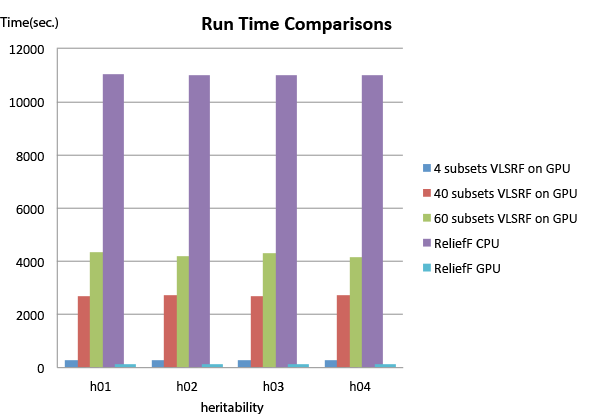 Time(sec.)
Run Time Comparisons
12000
10000
8000
6000
4000
2000
0
h01 h02 h03 h04
heritability
4 subsets VLSRF on GPU
40 subsets VLSRF on GPU
60 subsets VLSRF on GPU
ReliefF CPU
ReliefF GPU